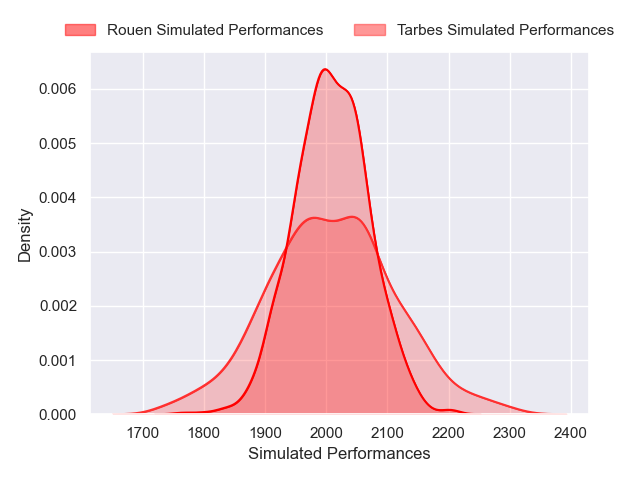 Rouen Simulated Performances Tarbes Simulated Performances
0.006
0.005
0.004
0.003
0.002
0.001
0.000
Density
1700 1800 1900 2000 2100 2200 2300 2400
Simulated Performances